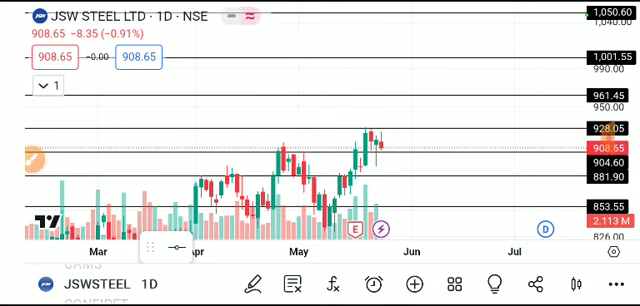 JSW STEEL LTD · 1D · NSE
908.65 -8.35 (-0.91%)
908.65 -0.00 908.65
1
1,050.60
1,040.00
1,001.55
990.00
961.45
950.00
928.05
908.65
904.60
881.90
853.55
2.113 M
826.00
E
D
Mar Apr May Jun Jul
JSWSTEEL 1D